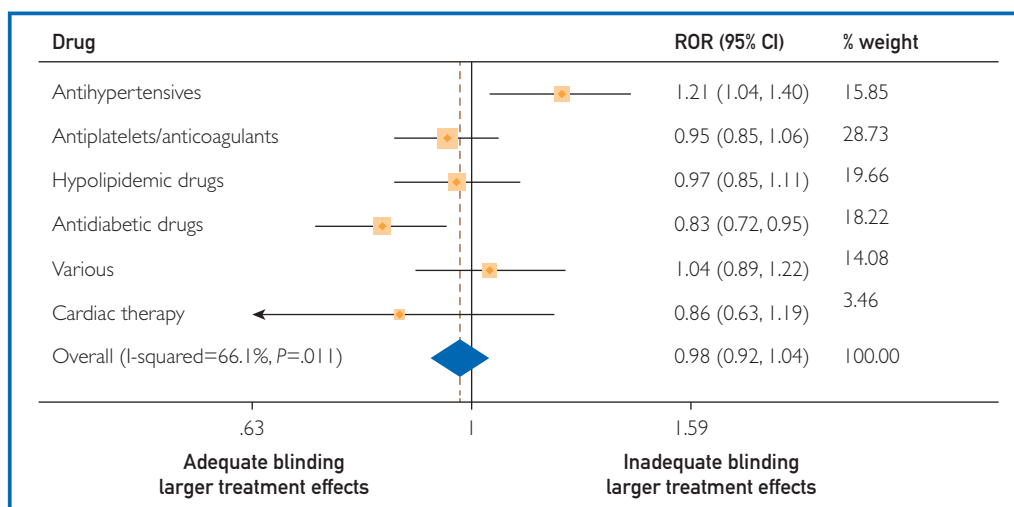 Drug ROR (95% CI) % weight
Antihypertensives 1.21 (1.04, 1.40) 15.85
Antiplatelets/anticoagulants 0.95 (0.85, 1.06) 28.73
Hypolipidemic drugs 0.97 (0.85, 1.11) 19.66
Antidiabetic drugs 0.83 (0.72, 0.95) 18.22
Various 1.04 (0.89, 1.22) 14.08
Cardiac therapy 0.86 (0.63, 1.19) 3.46
Overall (I-squared=66.1%, P=.011) 0.98 (0.92, 1.04) 100.00
.63 1 1.59
Adequate blinding Inadequate blinding
larger treatment effects larger treatment effects